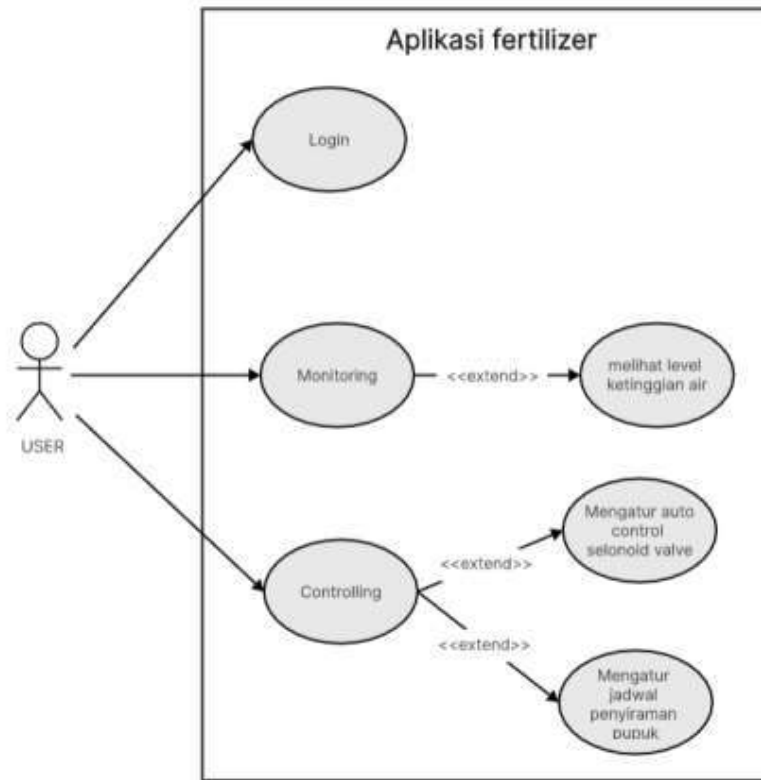 Aplikasi fertilizer
Login
USER
Monitoring
<<extend>>
melihat level
ketinggian air
Controlling
<<extend>>
Mengatur auto
control
selonoid valve
<<extend>>
Mengatur
jadwal
penyiraman
pupuk